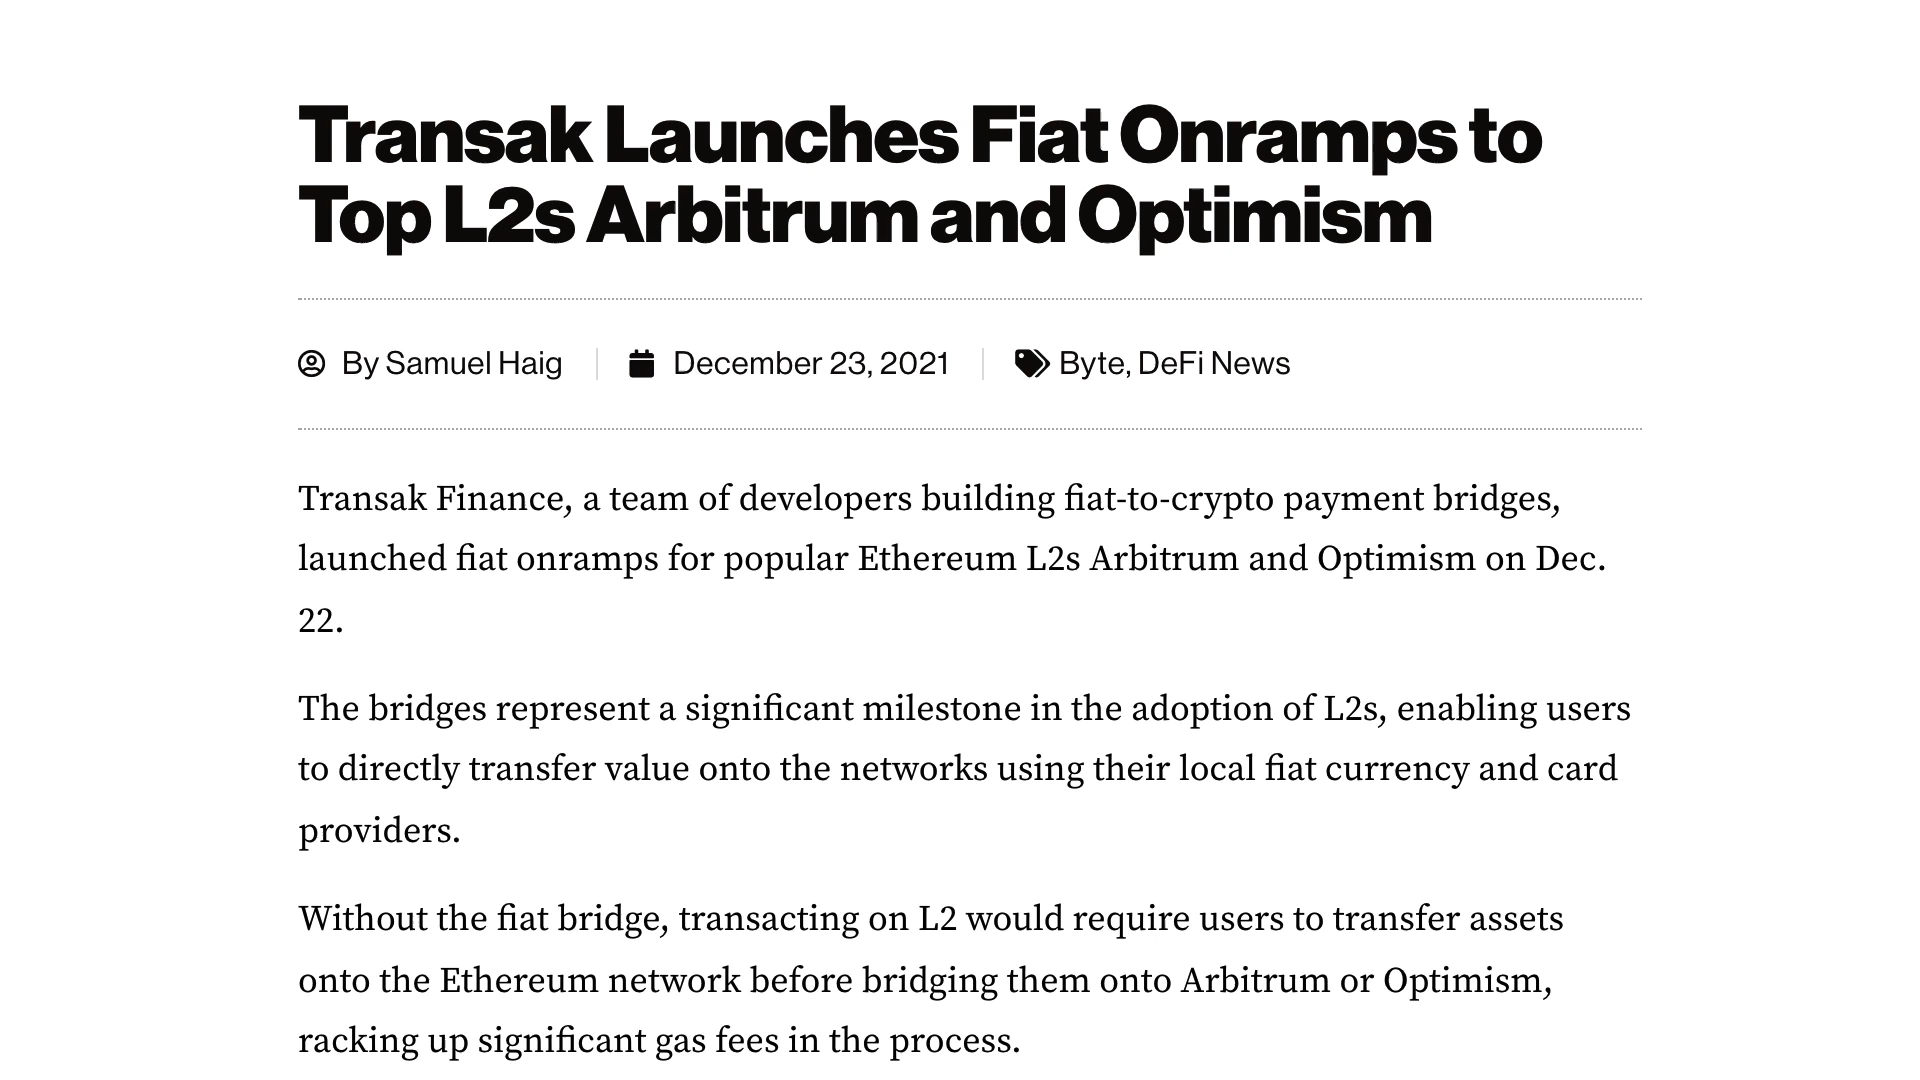 Transak Launches Fiat Onramps to
Top L2s Arbitrum and Optimism
By Samuel Haig
December 23, 2021
Byte, DeFi News
Transak Finance, a team of developers building fiat-to-crypto payment bridges,
launched fiat onramps for popular Ethereum L2s Arbitrum and Optimism on Dec.
22.
The bridges represent a significant milestone in the adoption of L2s, enabling users
to directly transfer value onto the networks using their local fiat currency and card
providers.
Without the fiat bridge, transacting on L2 would require users to transfer assets
onto the Ethereum network before bridging them onto Arbitrum or Optimism,
racking up significant gas fees in the process.